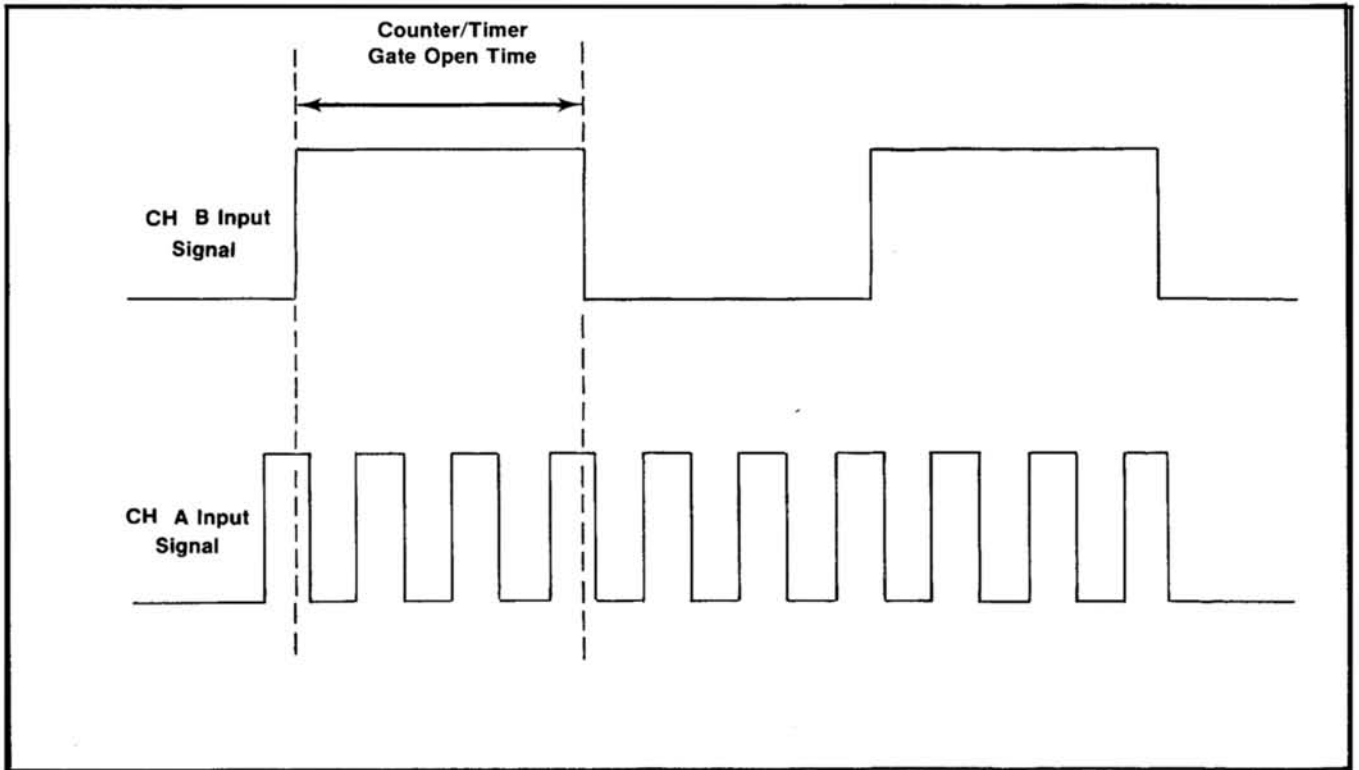 Counter/Timer
Gate Open Time
CH B Input
Signal
CH A Input
Signal